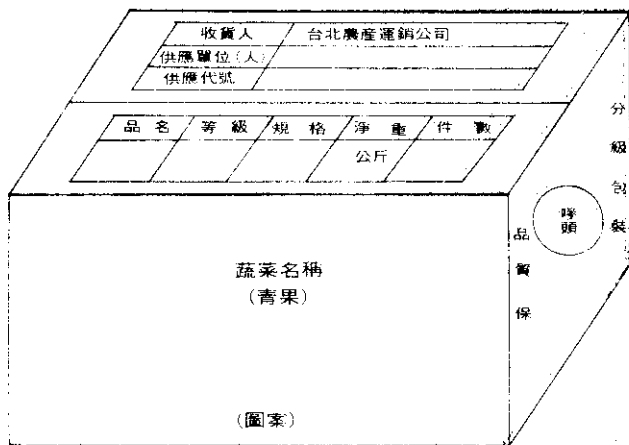 收貨人 台北農產運銷公司
供應單位(人)
供應代號
品名 等級 規格 淨重 件數
公斤
蔬菜名稱
(青果)
(圖案)
品質保
分級包裝
嘜頭